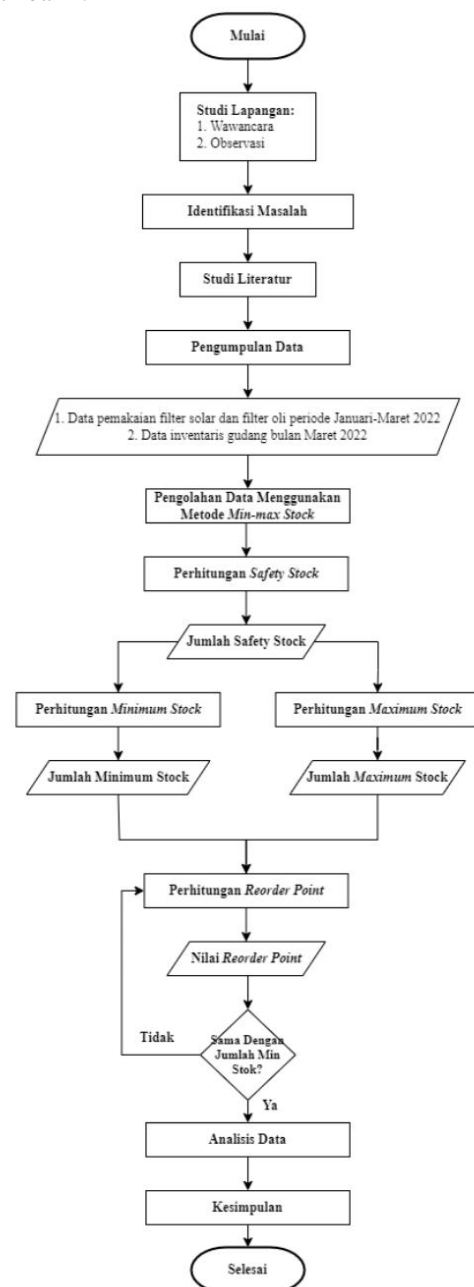 Mulai
Studi Lapangan:
1. Wawancara
2. Observasi
Identifikasi Masalah
Studi Literatur
Pengumpulan Data
1. Data pemakaian filter solar dan filter oli periode Januari-Maret 2022
2. Data inventaris gudang bulan Maret 2022
Pengolahan Data Menggunakan
Metode Min-max Stock
Perhitungan Safety Stock
Jumlah Safety Stock
Perhitungan Minimum Stock
Perhitungan Maximum Stock
Jumlah Minimum Stock
Jumlah Maximum Stock
Perhitungan Reorder Point
Nilai Reorder Point
Tidak
Sama Dengan
Jumlah Min
Stok?
Ya
Analisis Data
Kesimpulan
Selesai